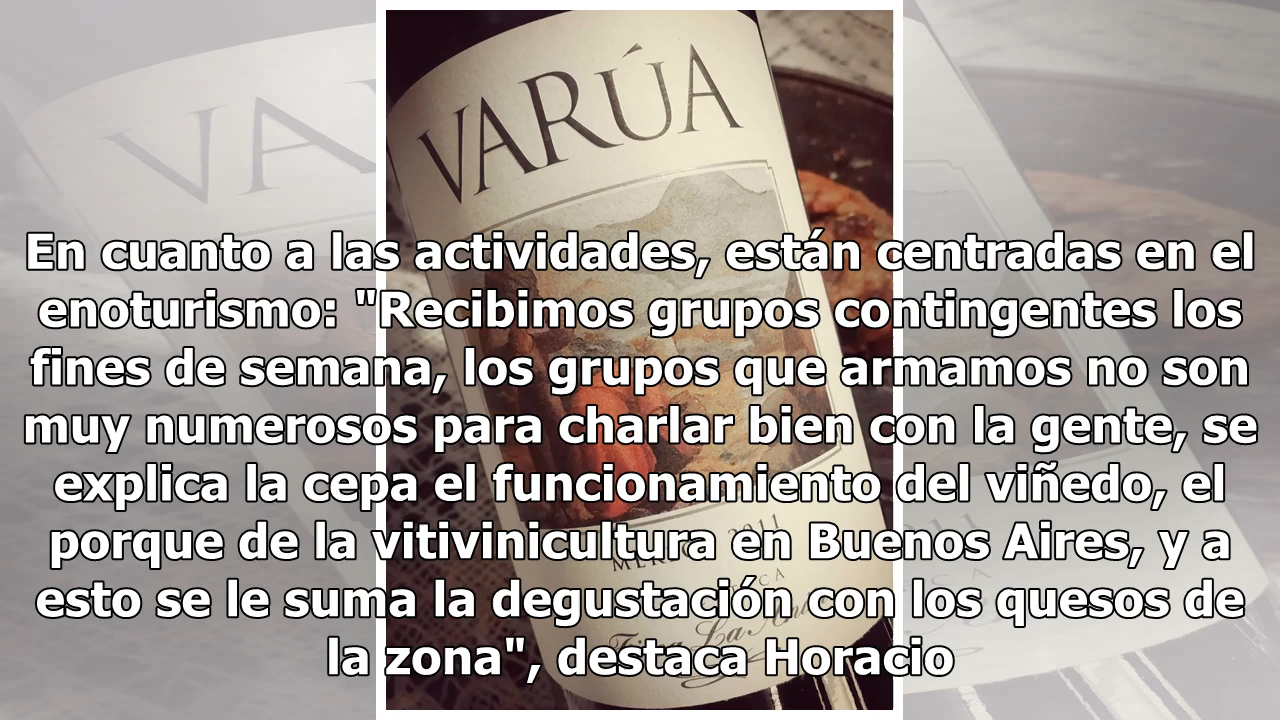 VARÚA
En cuanto a las actividades, están centradas en el
enoturismo: "Recibimos grupos contingentes los
fines de semana, los grupos que armamos no son
muy numerosos para charlar bien con la gente, se
explica la cepa el funcionamiento del viñedo, el
porque de la vitivinicultura en Buenos Aires, y a
esto se le suma la degustación con los quesos de
la zona", destaca Horacio
2011